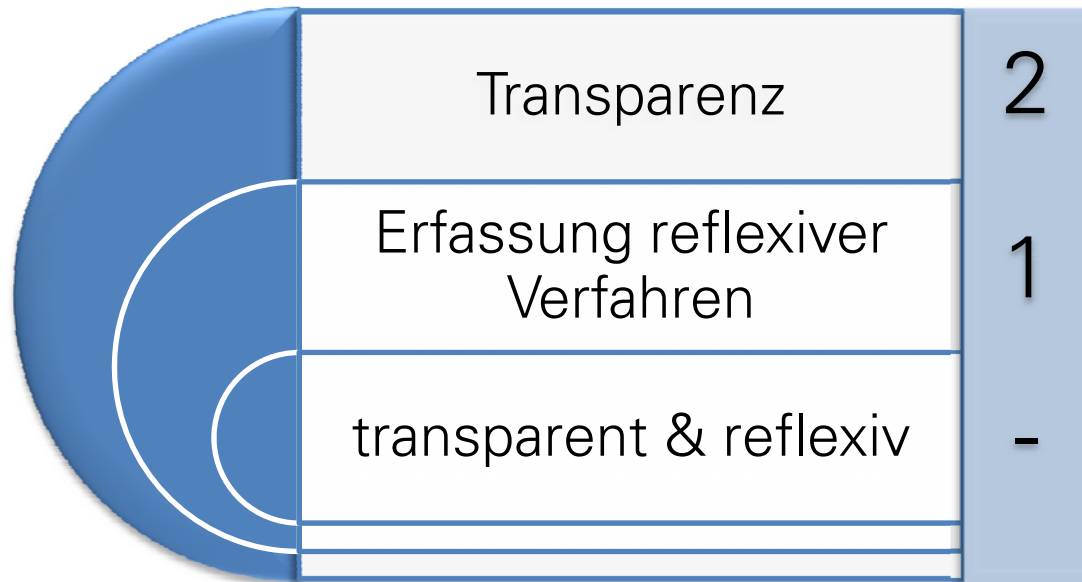 Transparenz
2
Erfassung reflexiver
Verfahren
1
transparent & reflexiv
-